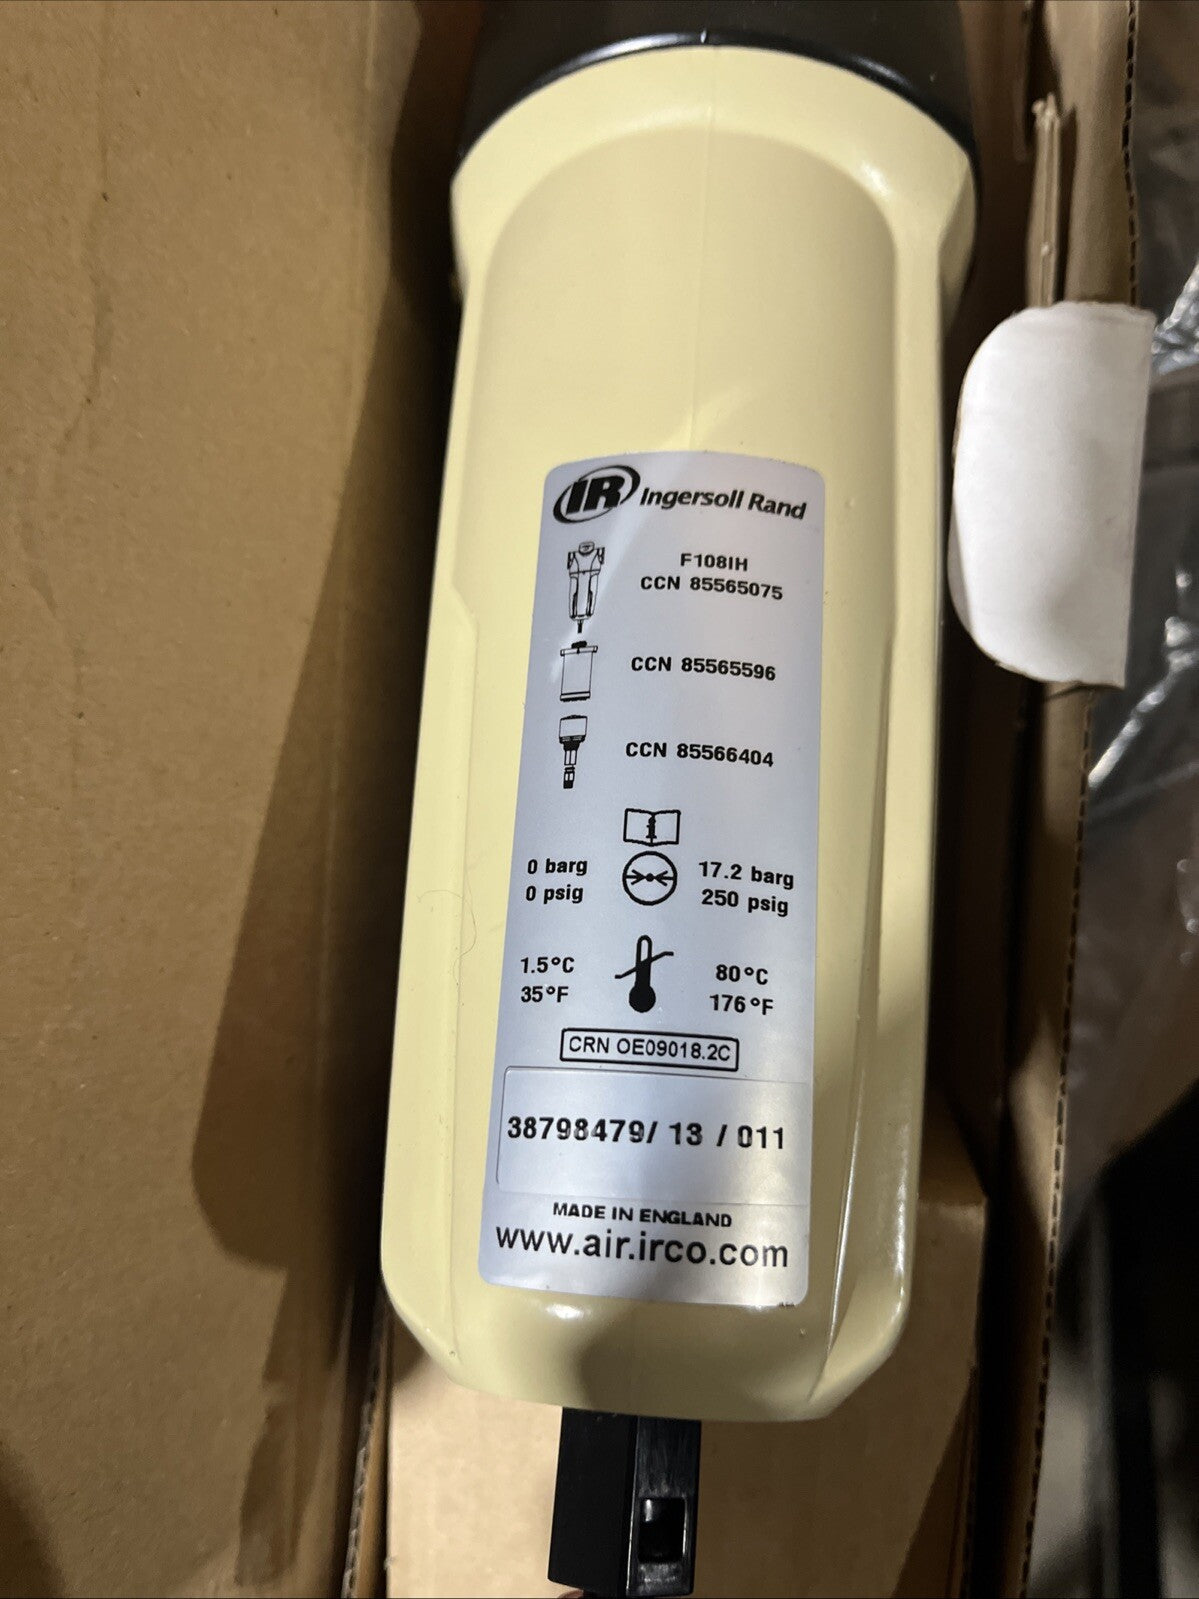 IR Ingersoll Rand
F108IH
CCN 85565075
CCN 85565596
CCN 85566404
i
0 barg 17.2 barg
0 psig 250 psig
1.5°C 80°C
35°F 176°F
CRN OE09018.2C
38798479/ 13 / 011
MADE IN ENGLAND
www.air.irco.com